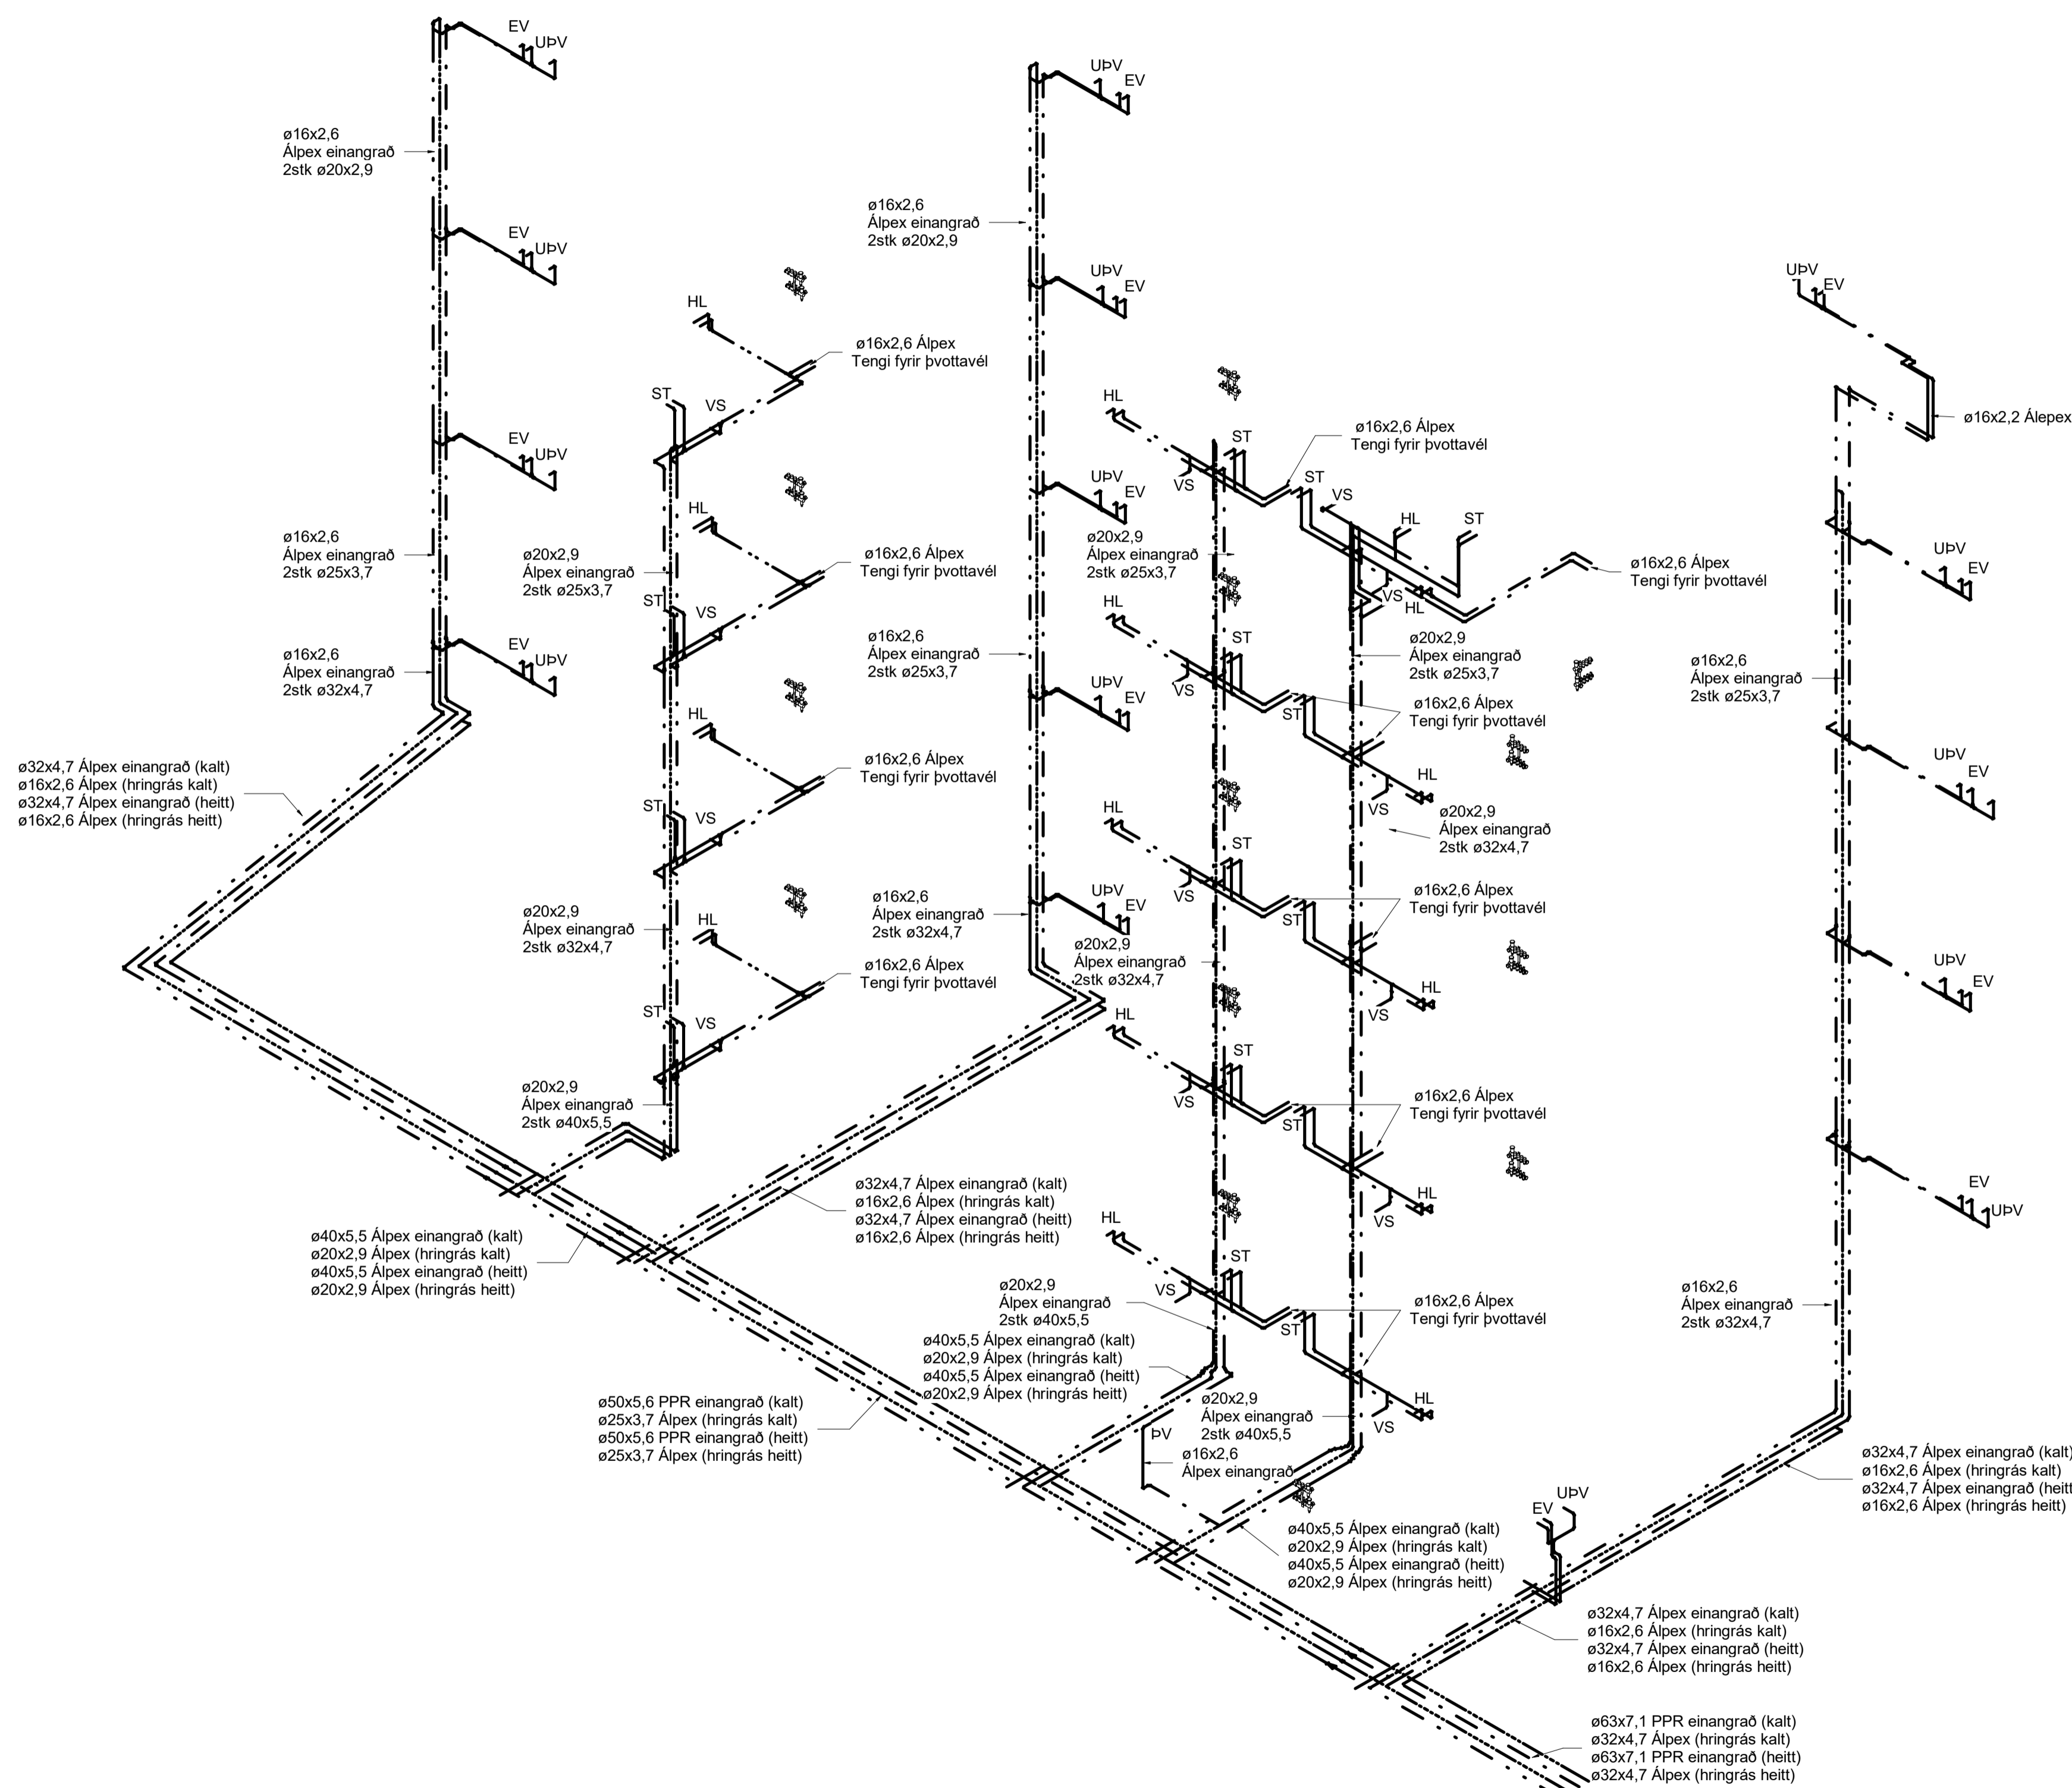 EV
UÞV
UÞV
EV
ø16x2,6
Álpex einangrað
2stk ø20x2,9
ø16x2,6
Álpex einangrað
2stk ø20x2,9
EV
UÞV
UÞV
EV
UÞV
EV
HL
ø16x2,6 Álpex
Tengi fyrir þvottavél
ST
VS
HL
ST
VS
ø16x2,6 Álpex
Tengi fyrir þvottavél
ø16x2,2 Álepex
EV
UÞV
UÞV
EV
ST
VS
HL
ST
HL
ø16x2,6
Álpex einangrað
2stk ø25x3,7
ø20x2,9
Álpex einangrað
2stk ø25x3,7
ø16x2,6 Álpex
Tengi fyrir þvottavél
ø20x2,9
Álpex einangrað
2stk ø25x3,7
UÞV
EV
ø16x2,6 Álpex
Tengi fyrir þvottavél
VS
HL
ST
VS
HL
ST
VS
ø16x2,6
Álpex einangrað
2stk ø25x3,7
ø20x2,9
Álpex einangrað
2stk ø25x3,7
ø16x2,6
Álpex einangrað
2stk ø25x3,7
EV
UÞV
ø16x2,6
Álpex einangrað
2stk ø32x4,7
UÞV
EV
ø16x2,6 Álpex
Tengi fyrir þvottavél
ST
HL
HL
VS
ø32x4,7 Álpex einangrað (kalt)
ø16x2,6 Álpex (hringrás kalt)
ø32x4,7 Álpex einangrað (heitt)
ø16x2,6 Álpex (hringrás heitt)
ø16x2,6 Álpex
Tengi fyrir þvottavél
UÞV
EV
ø20x2,9
Álpex einangrað
2stk ø32x4,7
ST
VS
HL
ST
VS
ø16x2,6
Álpex einangrað
2stk ø32x4,7
UÞV
EV
ø16x2,6 Álpex
Tengi fyrir þvottavél
ST
HL
ø20x2,9
Álpex einangrað
2stk ø32x4,7
ø20x2,9
Álpex einangrað
2stk ø32x4,7
ø16x2,6 Álpex
Tengi fyrir þvottavél
UÞV
EV
HL
VS
ST
VS
HL
ST
VS
ø20x2,9
Álpex einangrað
2stk ø40x5,5
ø16x2,6 Álpex
Tengi fyrir þvottavél
ST
HL
VS
EV
UÞV
ø32x4,7 Álpex einangrað (kalt)
ø16x2,6 Álpex (hringrás kalt)
ø32x4,7 Álpex einangrað (heitt)
ø16x2,6 Álpex (hringrás heitt)
HL
ST
VS
ø40x5,5 Álpex einangrað (kalt)
ø20x2,9 Álpex (hringrás kalt)
ø40x5,5 Álpex einangrað (heitt)
ø20x2,9 Álpex (hringrás heitt)
ø20x2,9
Álpex einangrað
2stk ø40x5,5
ø16x2,6 Álpex
Tengi fyrir þvottavél
ST
ø16x2,6
Álpex einangrað
2stk ø32x4,7
ø40x5,5 Álpex einangrað (kalt)
ø20x2,9 Álpex (hringrás kalt)
ø40x5,5 Álpex einangrað (heitt)
ø20x2,9 Álpex (hringrás heitt)
HL
VS
ø50x5,6 PPR einangrað (kalt)
ø25x3,7 Álpex (hringrás kalt)
ø50x5,6 PPR einangrað (heitt)
ø25x3,7 Álpex (hringrás heitt)
ø20x2,9
Álpex einangrað
2stk ø40x5,5
ÞV
ø16x2,6
Álpex einangrað
ø32x4,7 Álpex einangrað (kalt)
ø16x2,6 Álpex (hringrás kalt)
ø32x4,7 Álpex einangrað (heitt
ø16x2,6 Álpex (hringrás heitt)
UÞV
EV
ø40x5,5 Álpex einangrað (kalt)
ø20x2,9 Álpex (hringrás kalt)
ø40x5,5 Álpex einangrað (heitt)
ø20x2,9 Álpex (hringrás heitt)
ø32x4,7 Álpex einangrað (kalt)
ø16x2,6 Álpex (hringrás kalt)
ø32x4,7 Álpex einangrað (heitt)
ø16x2,6 Álpex (hringrás heitt)
ø63x7,1 PPR einangrað (kalt)
ø32x4,7 Álpex (hringrás kalt)
ø63x7,1 PPR einangrað (heitt)
ø32x4,7 Álpex (hringrás heitt)